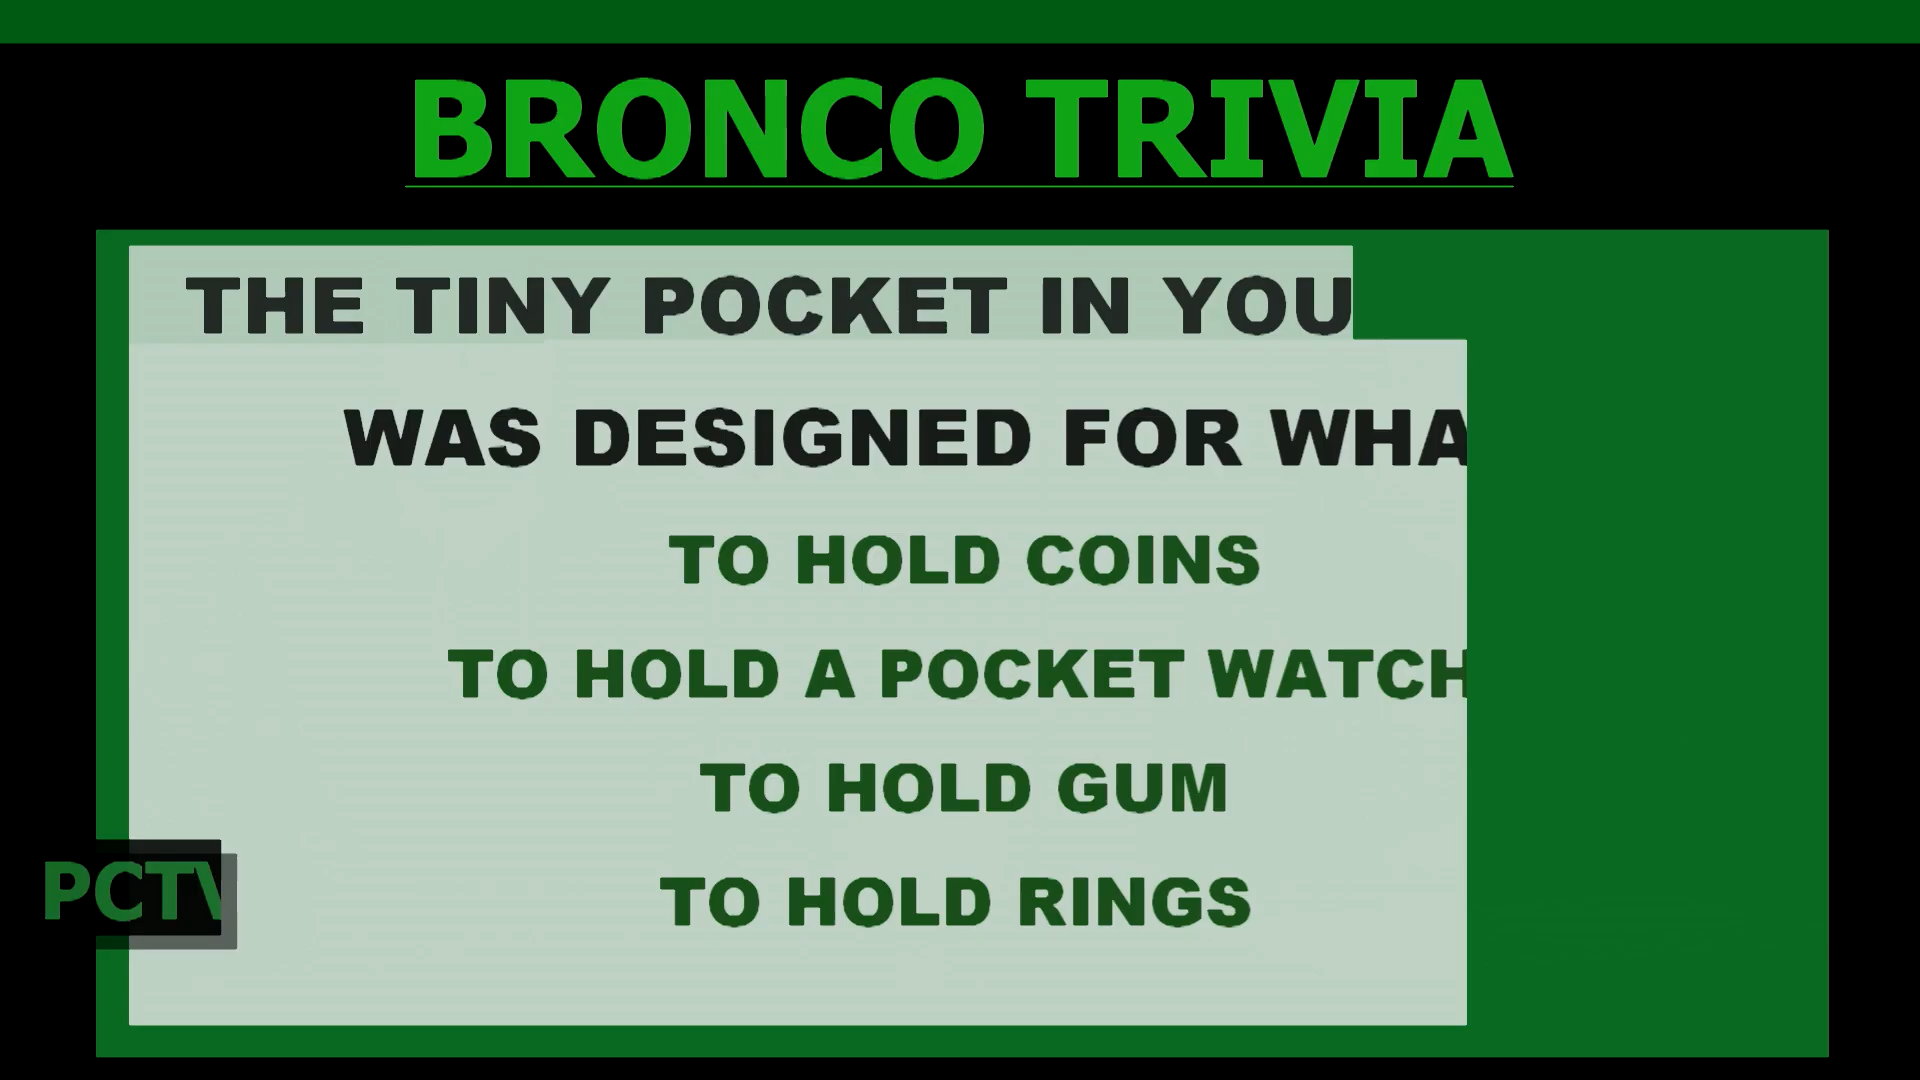 BRONCO TRIVIA
THE TINY POCKET IN YOU
WAS DESIGNED FOR WHA
TO HOLD COINS
TO HOLD A POCKET WATCH
TO HOLD GUM
TO HOLD RINGS
PCTV